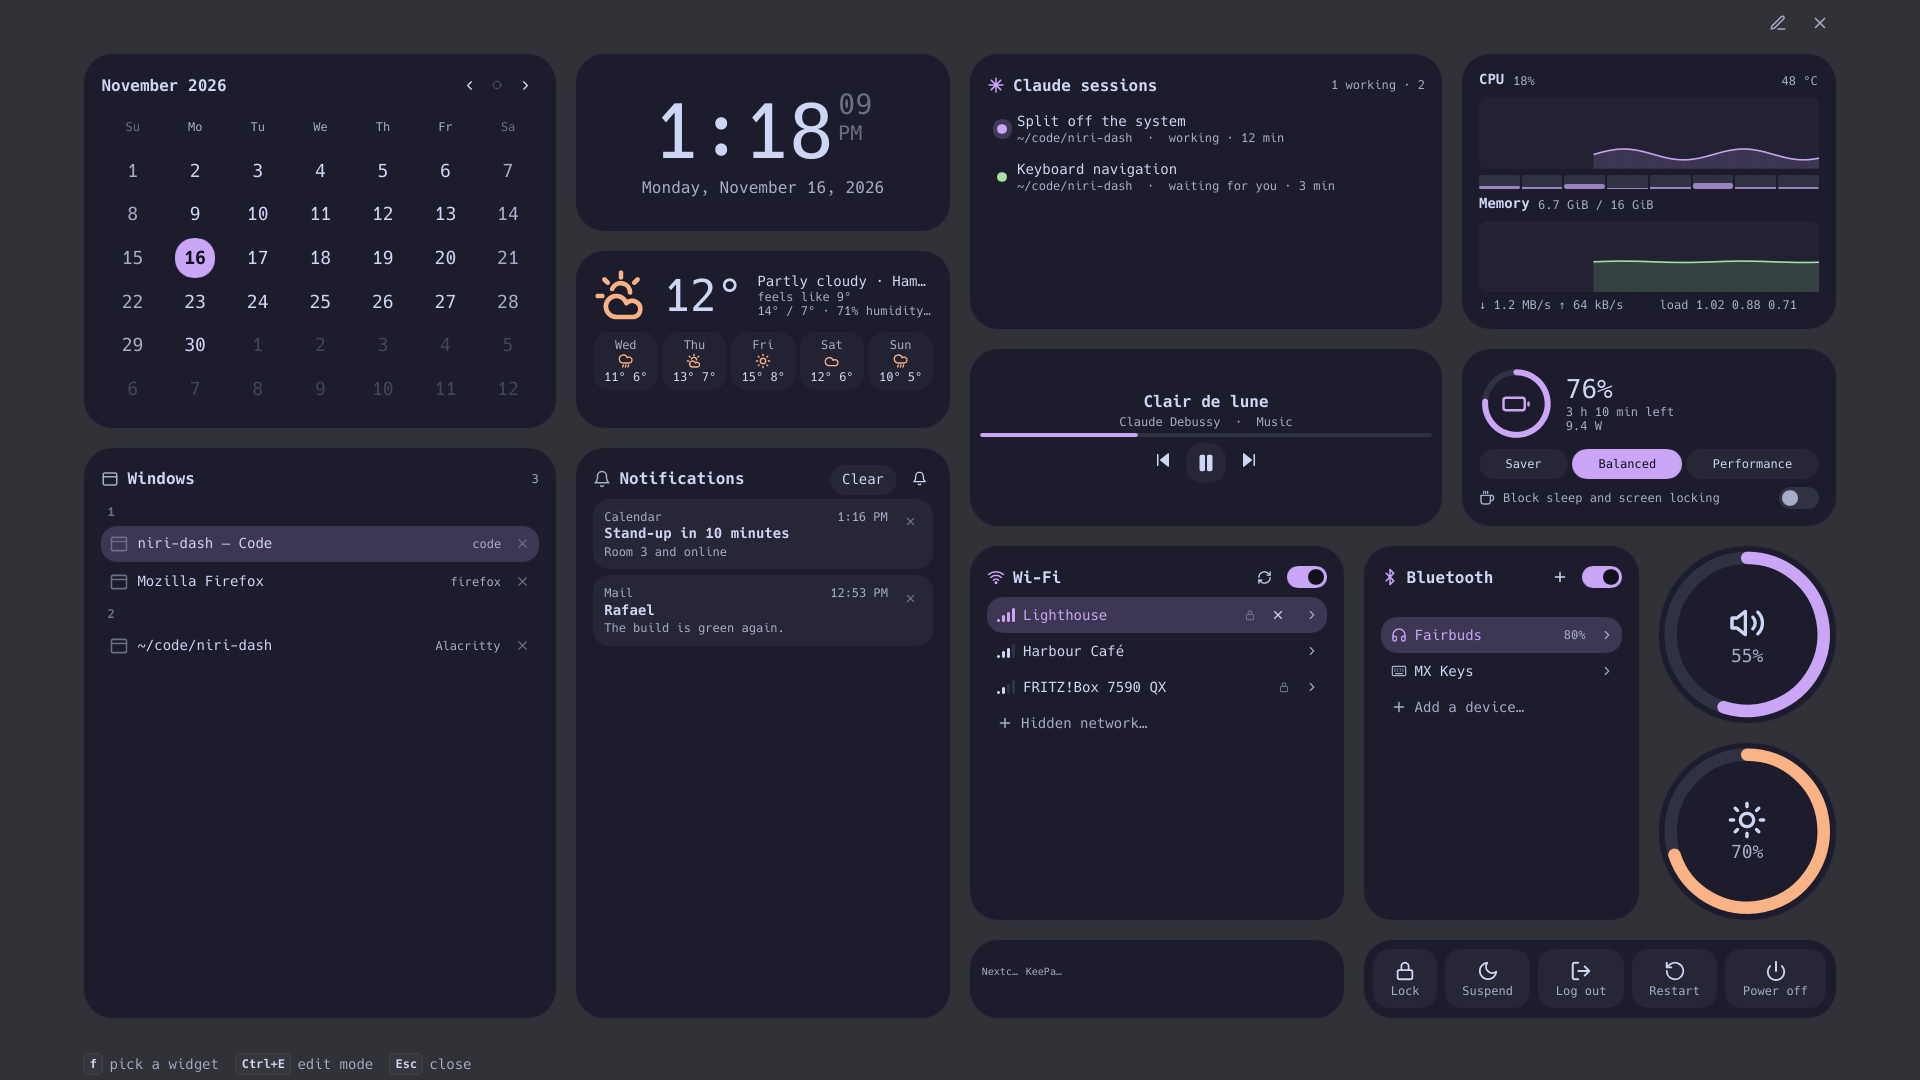 November 2026
Su Mo Tu We Th Fr Sa
1 2 3 4 5 6 7
8 9 10 11 12 13 14
15 16 17 18 19 20 21
22 23 24 25 26 27 28
29 30 1 2 3 4 5
6 7 8 9 10 11 12
1:18 09 PM
Monday, November 16, 2026
12°
Partly cloudy · Ham…
feels like 9°
14° / 7° · 71% humidity…
Wed Thu Fri Sat Sun
11° 6° 13° 7° 15° 8° 12° 6° 10° 5°
Claude sessions 1 working · 2
Split off the system
~/code/niri-dash · working · 12 min
Keyboard navigation
~/code/niri-dash · waiting for you · 3 min
CPU 18% 48 °C
Memory 6.7 GiB / 16 GiB
↓ 1.2 MB/s ↑ 64 kB/s load 1.02 0.88 0.71
Clair de lune
Claude Debussy · Music
76%
3 h 10 min left
9.4 W
Saver Balanced Performance
Block sleep and screen locking
Windows 3
1
niri-dash — Code code
Mozilla Firefox firefox
2
~/code/niri-dash Alacritty
Notifications Clear
Calendar 1:16 PM
Stand-up in 10 minutes
Room 3 and online
Mail 12:53 PM
Rafael
The build is green again.
Wi-Fi
Lighthouse
Harbour Café
FRITZ!Box 7590 QX
Hidden network…
Bluetooth
Fairbuds 80%
MX Keys
Add a device…
55%
70%
Nextc… KeePa…
Lock Suspend Log out Restart Power off
f pick a widget Ctrl+E edit mode Esc close